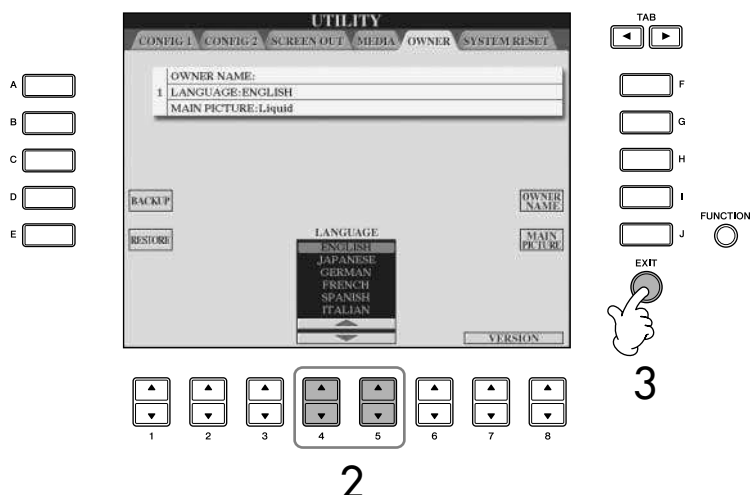 UTILITY
TAB
CONFIG 1 CONFIG 2 SCREEN OUT MEDIA OWNER SYSTEM RESET
OWNER NAME:
1 LANGUAGE:ENGLISH
MAIN PICTURE:Liquid
A
B
C
D
E
F
G
H
I
J
BACKUP
RESTORE
OWNER
NAME
MAIN
PICTURE
LANGUAGE
ENGLISH
JAPANESE
GERMAN
FRENCH
SPANISH
ITALIAN
VERSION
FUNCTION
EXIT
3
1 2 3 4 5 6 7 8
2